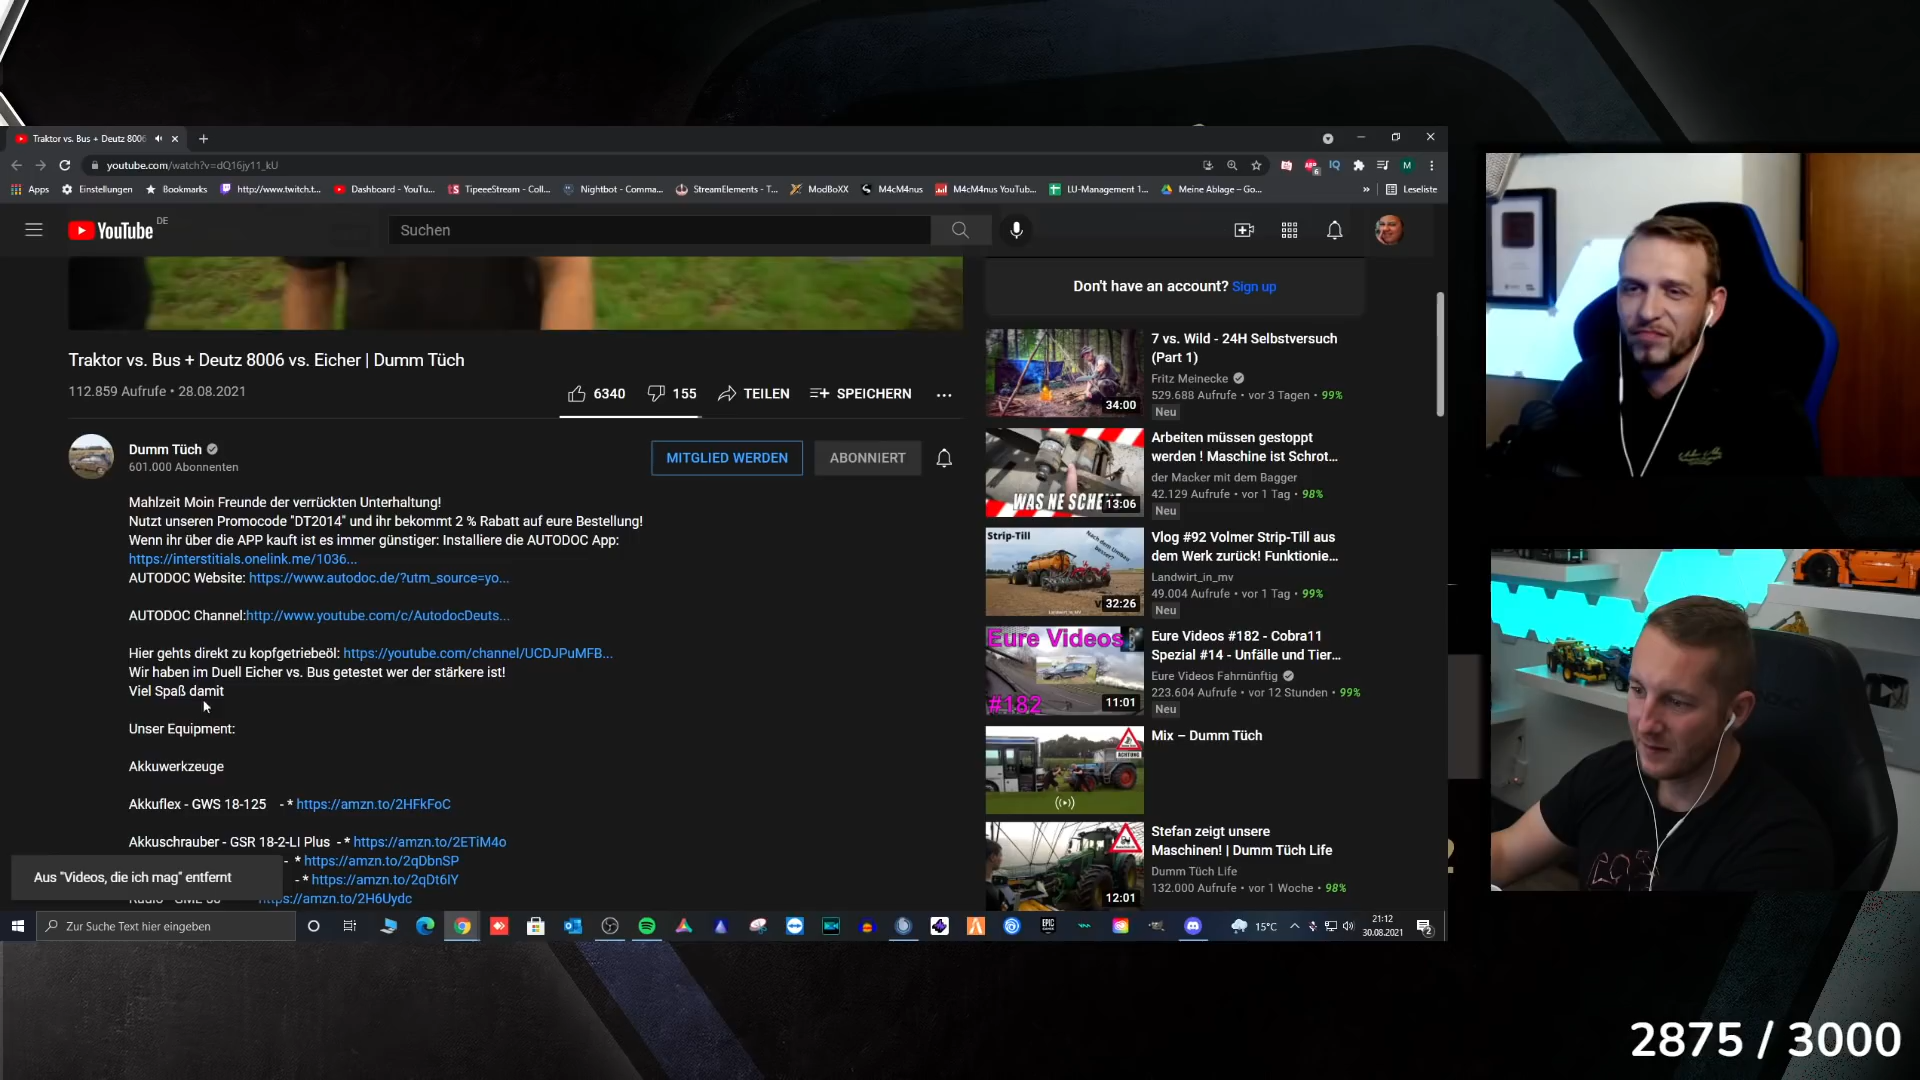 Traktor vs. Bus + Deutz 8006
youtube.com/watch?v=dQ16jy11_kU
Apps
Einstellungen
Bookmarks
http://www.twitch.t...
Dashboard - YouTu...
TipeeeStream - Coll...
Nightbot - Comma...
StreamElements - T...
ModBoXX
M4cM4nus
M4cM4nus YouTub...
LU-Management 1...
Meine Ablage – Go...
»
Leseliste
YouTube DE
Suchen
Don't have an account? Sign up
Traktor vs. Bus + Deutz 8006 vs. Eicher | Dumm Tüch
112.859 Aufrufe • 28.08.2021
6340
155
TEILEN
SPEICHERN
Dumm Tüch
601.000 Abonnenten
MITGLIED WERDEN
ABONNIERT
Mahlzeit Moin Freunde der verrückten Unterhaltung!
Nutzt unseren Promocode "DT2014" und ihr bekommt 2 % Rabatt auf eure Bestellung!
Wenn ihr über die APP kauft ist es immer günstiger: Installiere die AUTODOC App:
https://interstitials.onelink.me/1036...
AUTODOC Website: https://www.autodoc.de/?utm_source=yo...
AUTODOC Channel:http://www.youtube.com/c/AutodocDeuts...
Hier gehts direkt zu kopfgetriebeöl: https://youtube.com/channel/UCDJPuMFB...
Wir haben im Duell Eicher vs. Bus getestet wer der stärkere ist!
Viel Spaß damit
Unser Equipment:
Akkuwerkzeuge
Akkuflex - GWS 18-125 - * https://amzn.to/2HFkFoC
Akkuschrauber - GSR 18-2-LI Plus - * https://amzn.to/2ETiM4o
- * https://amzn.to/2qDbnSP
- * https://amzn.to/2qDt6IY
https://amzn.to/2H6Uydc
Aus "Videos, die ich mag" entfernt
34:00
7 vs. Wild - 24H Selbstversuch
(Part 1)
Fritz Meinecke
529.688 Aufrufe • vor 3 Tagen • 99%
Neu
WAS NE SCHE
13:06
Arbeiten müssen gestoppt
werden ! Maschine ist Schrot...
der Macker mit dem Bagger
42.129 Aufrufe • vor 1 Tag • 98%
Neu
Strip-Till
Nach dem Umbau
besser?
32:26
Vlog #92 Volmer Strip-Till aus
dem Werk zurück! Funktionie...
Landwirt_in_mv
49.004 Aufrufe • vor 1 Tag • 99%
Neu
Eure Videos
#182
11:01
Eure Videos #182 - Cobra11
Spezial #14 - Unfälle und Tier...
Eure Videos Fahrnünftig
223.604 Aufrufe • vor 12 Stunden • 99%
Neu
ACHTUNG
Mix – Dumm Tüch
12:01
Stefan zeigt unsere
Maschinen! | Dumm Tüch Life
Dumm Tüch Life
132.000 Aufrufe • vor 1 Woche • 98%
Zur Suche Text hier eingeben
EPIC
15°C
21:12
30.08.2021
2
2875 / 3000